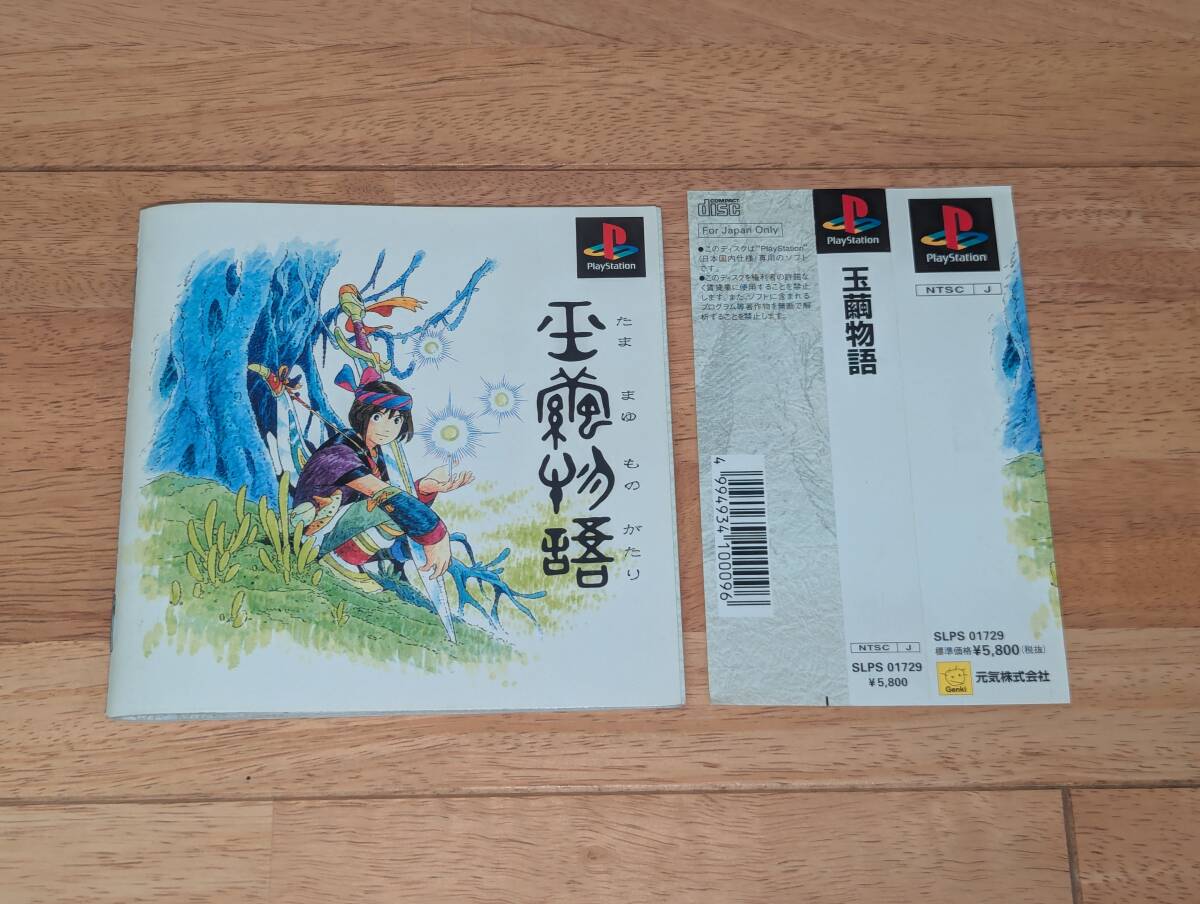 PlayStation
玉繭物語
たま まゆ もの がたり
COMPACT
disc
For Japan Only
●このディスクは"PlayStation"
(日本国内仕様)専用のソフト
です。
●このディスクを権利者の許諾な
く賃貸業に使用することを禁止
します。また、ソフトに含まれる
プログラム等著作物を無断で解
析することを禁止します。
4 994934 100096
PlayStation
玉繭物語
NTSC J
SLPS 01729
¥5,800
PlayStation
NTSC J
SLPS 01729
標準価格¥5,800(税抜)
Genki
元気株式会社